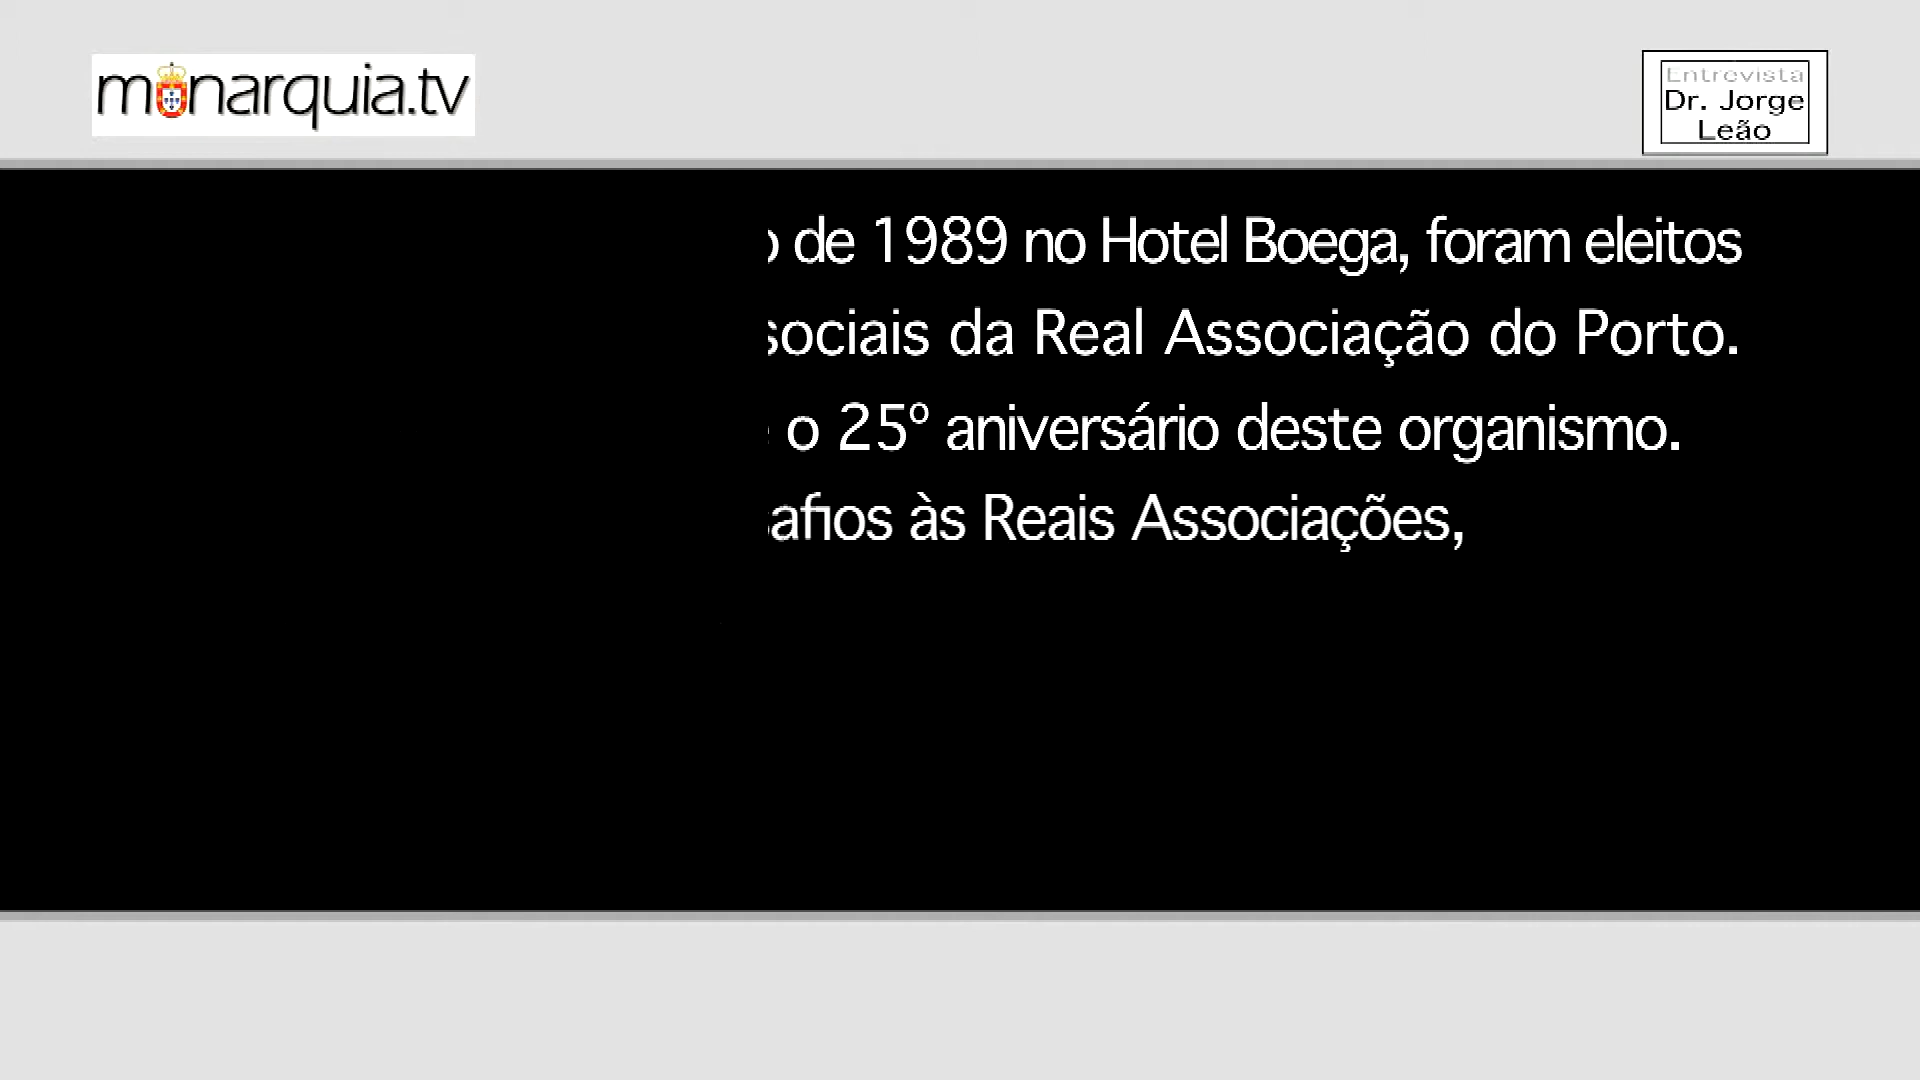 monarquia.tv
Entrevista
Dr. Jorge
Leão
de 1989 no Hotel Boega, foram eleitos
sociais da Real Associação do Porto.
o 25º aniversário deste organismo.
às Reais Associações,